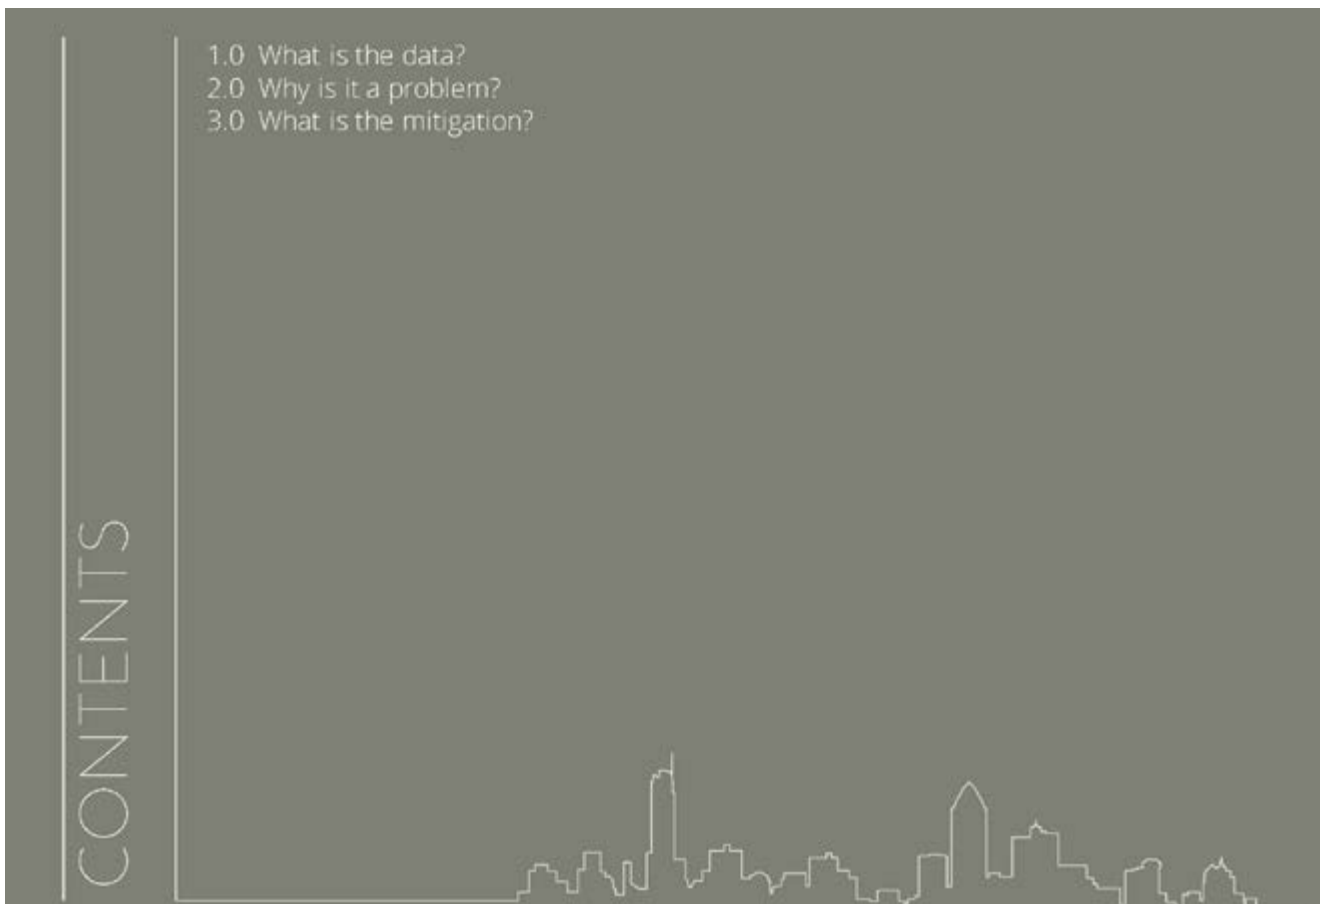 1.0 What is the data?
2.0 Why is it a problem?
3.0 What is the mitigation?
CONTENTS